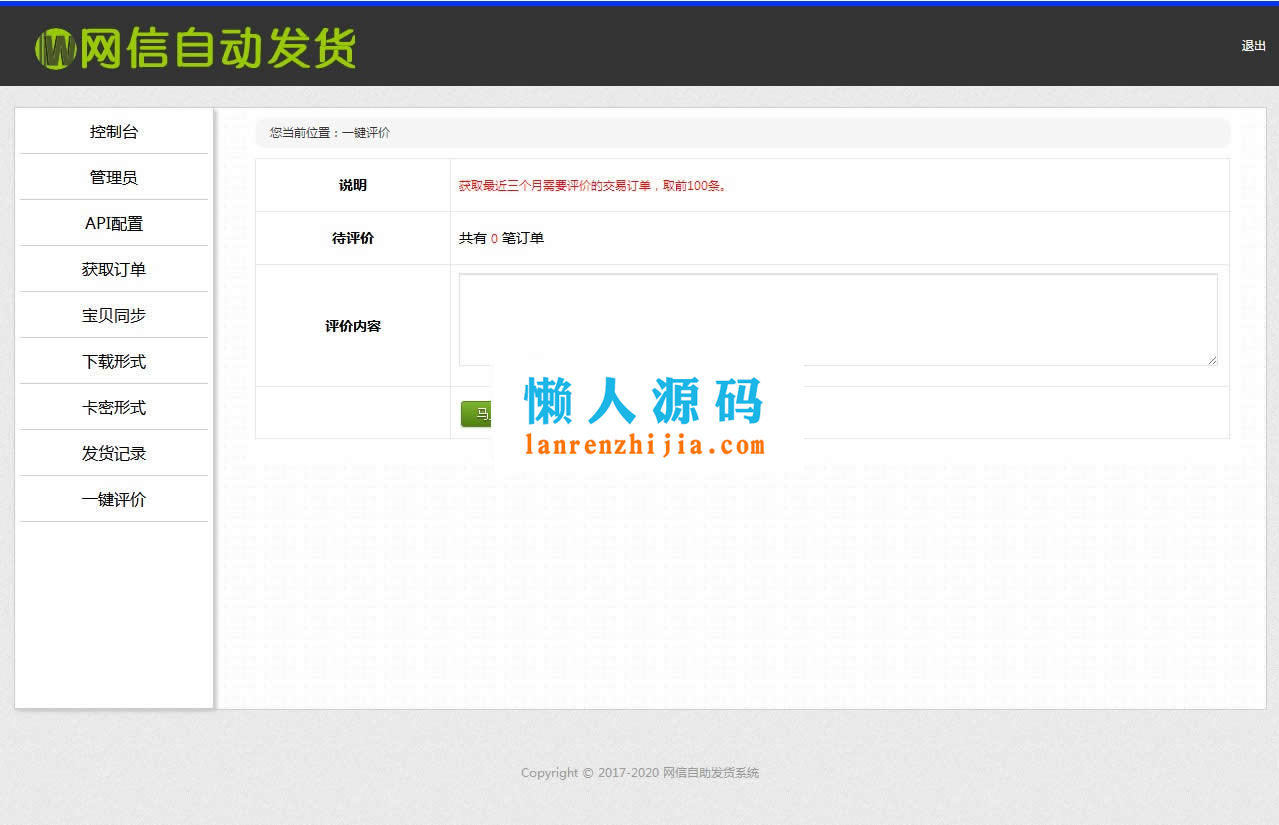 网信自动发货
退出
控制台
管理员
API配置
获取订单
宝贝同步
下载形式
卡密形式
发货记录
一键评价
您当前位置：一键评价
说明
获取最近三个月需要评价的交易订单，取前100条。
待评价
共有 0 笔订单
评价内容
马
懒人源码
lanrenzhijia.com
Copyright © 2017-2020 网信自助发货系统